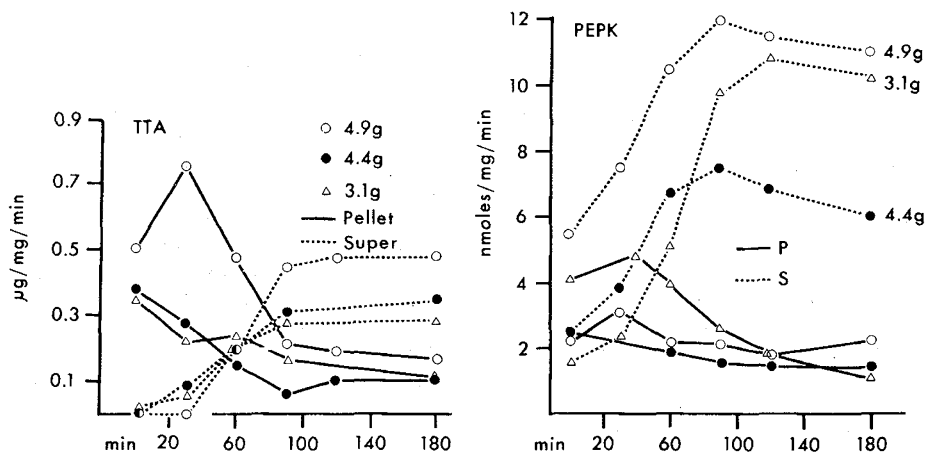 TTA
0.9
0.7
0.5
0.3
0.1
µg/mg/min
4.9g
4.4g
3.1g
Pellet
Super
min 20 60 100 140 180
PEPK
12
10
8
6
4
2
nmoles/mg/min
4.9g
3.1g
4.4g
P
S
min 20 60 100 140 180